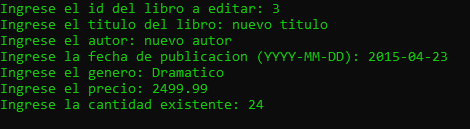 Ingrese el id del libro a editar: 3
Ingrese el titulo del libro: nuevo titulo
Ingrese el autor: nuevo autor
Ingrese la fecha de publicacion (YYYY-MM-DD): 2015-04-23
Ingrese el genero: Dramatico
Ingrese el precio: 2499.99
Ingrese la cantidad existente: 24